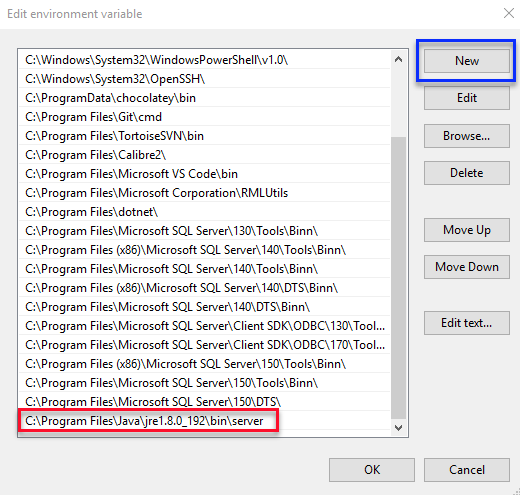 Edit environment variable
C:\Windows\System32\WindowsPowerShell\v1.0\
New
C:\Windows\System32\OpenSSH\
C:\ProgramData\chocolatey\bin
Edit
C:\Program Files\Git\cmd
C:\Program Files\TortoiseSVN\bin
Browse...
C:\Program Files\Calibre2\
C:\Program Files\Microsoft VS Code\bin
Delete
C:\Program Files\Microsoft Corporation\RMLUtils
C:\Program Files\dotnet\
C:\Program Files\Microsoft SQL Server\130\Tools\Binn\
Move Up
C:\Program Files (x86)\Microsoft SQL Server\140\Tools\Binn\
C:\Program Files\Microsoft SQL Server\140\Tools\Binn\
Move Down
C:\Program Files (x86)\Microsoft SQL Server\140\DTS\Binn\
C:\Program Files\Microsoft SQL Server\140\DTS\Binn\
C:\Program Files\Microsoft SQL Server\Client SDK\ODBC\130\Tool...
Edit text...
C:\Program Files\Microsoft SQL Server\Client SDK\ODBC\170\Tool...
C:\Program Files (x86)\Microsoft SQL Server\150\Tools\Binn\
C:\Program Files\Microsoft SQL Server\150\Tools\Binn\
C:\Program Files\Microsoft SQL Server\150\DTS\Binn\
C:\Program Files\Java\jre1.8.0_192\bin\server
OK
Cancel